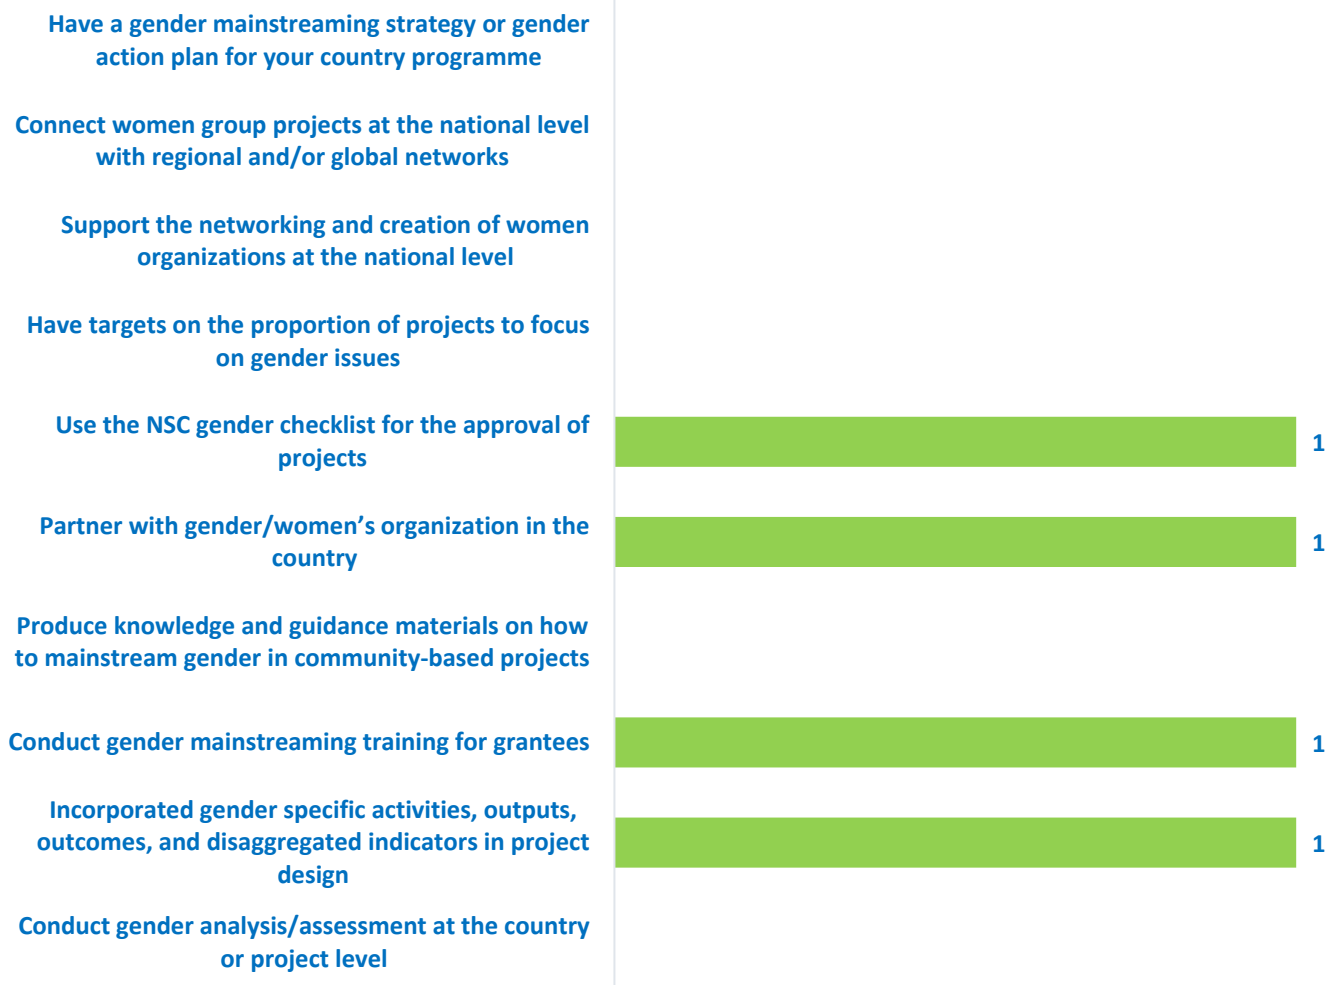 Have a gender mainstreaming strategy or gender
action plan for your country programme
Connect women group projects at the national level
with regional and/or global networks
Support the networking and creation of women
organizations at the national level
Have targets on the proportion of projects to focus
on gender issues
Use the NSC gender checklist for the approval of
projects
1
Partner with gender/women’s organization in the
country
1
Produce knowledge and guidance materials on how
to mainstream gender in community-based projects
Conduct gender mainstreaming training for grantees
1
Incorporated gender specific activities, outputs,
outcomes, and disaggregated indicators in project
design
1
Conduct gender analysis/assessment at the country
or project level